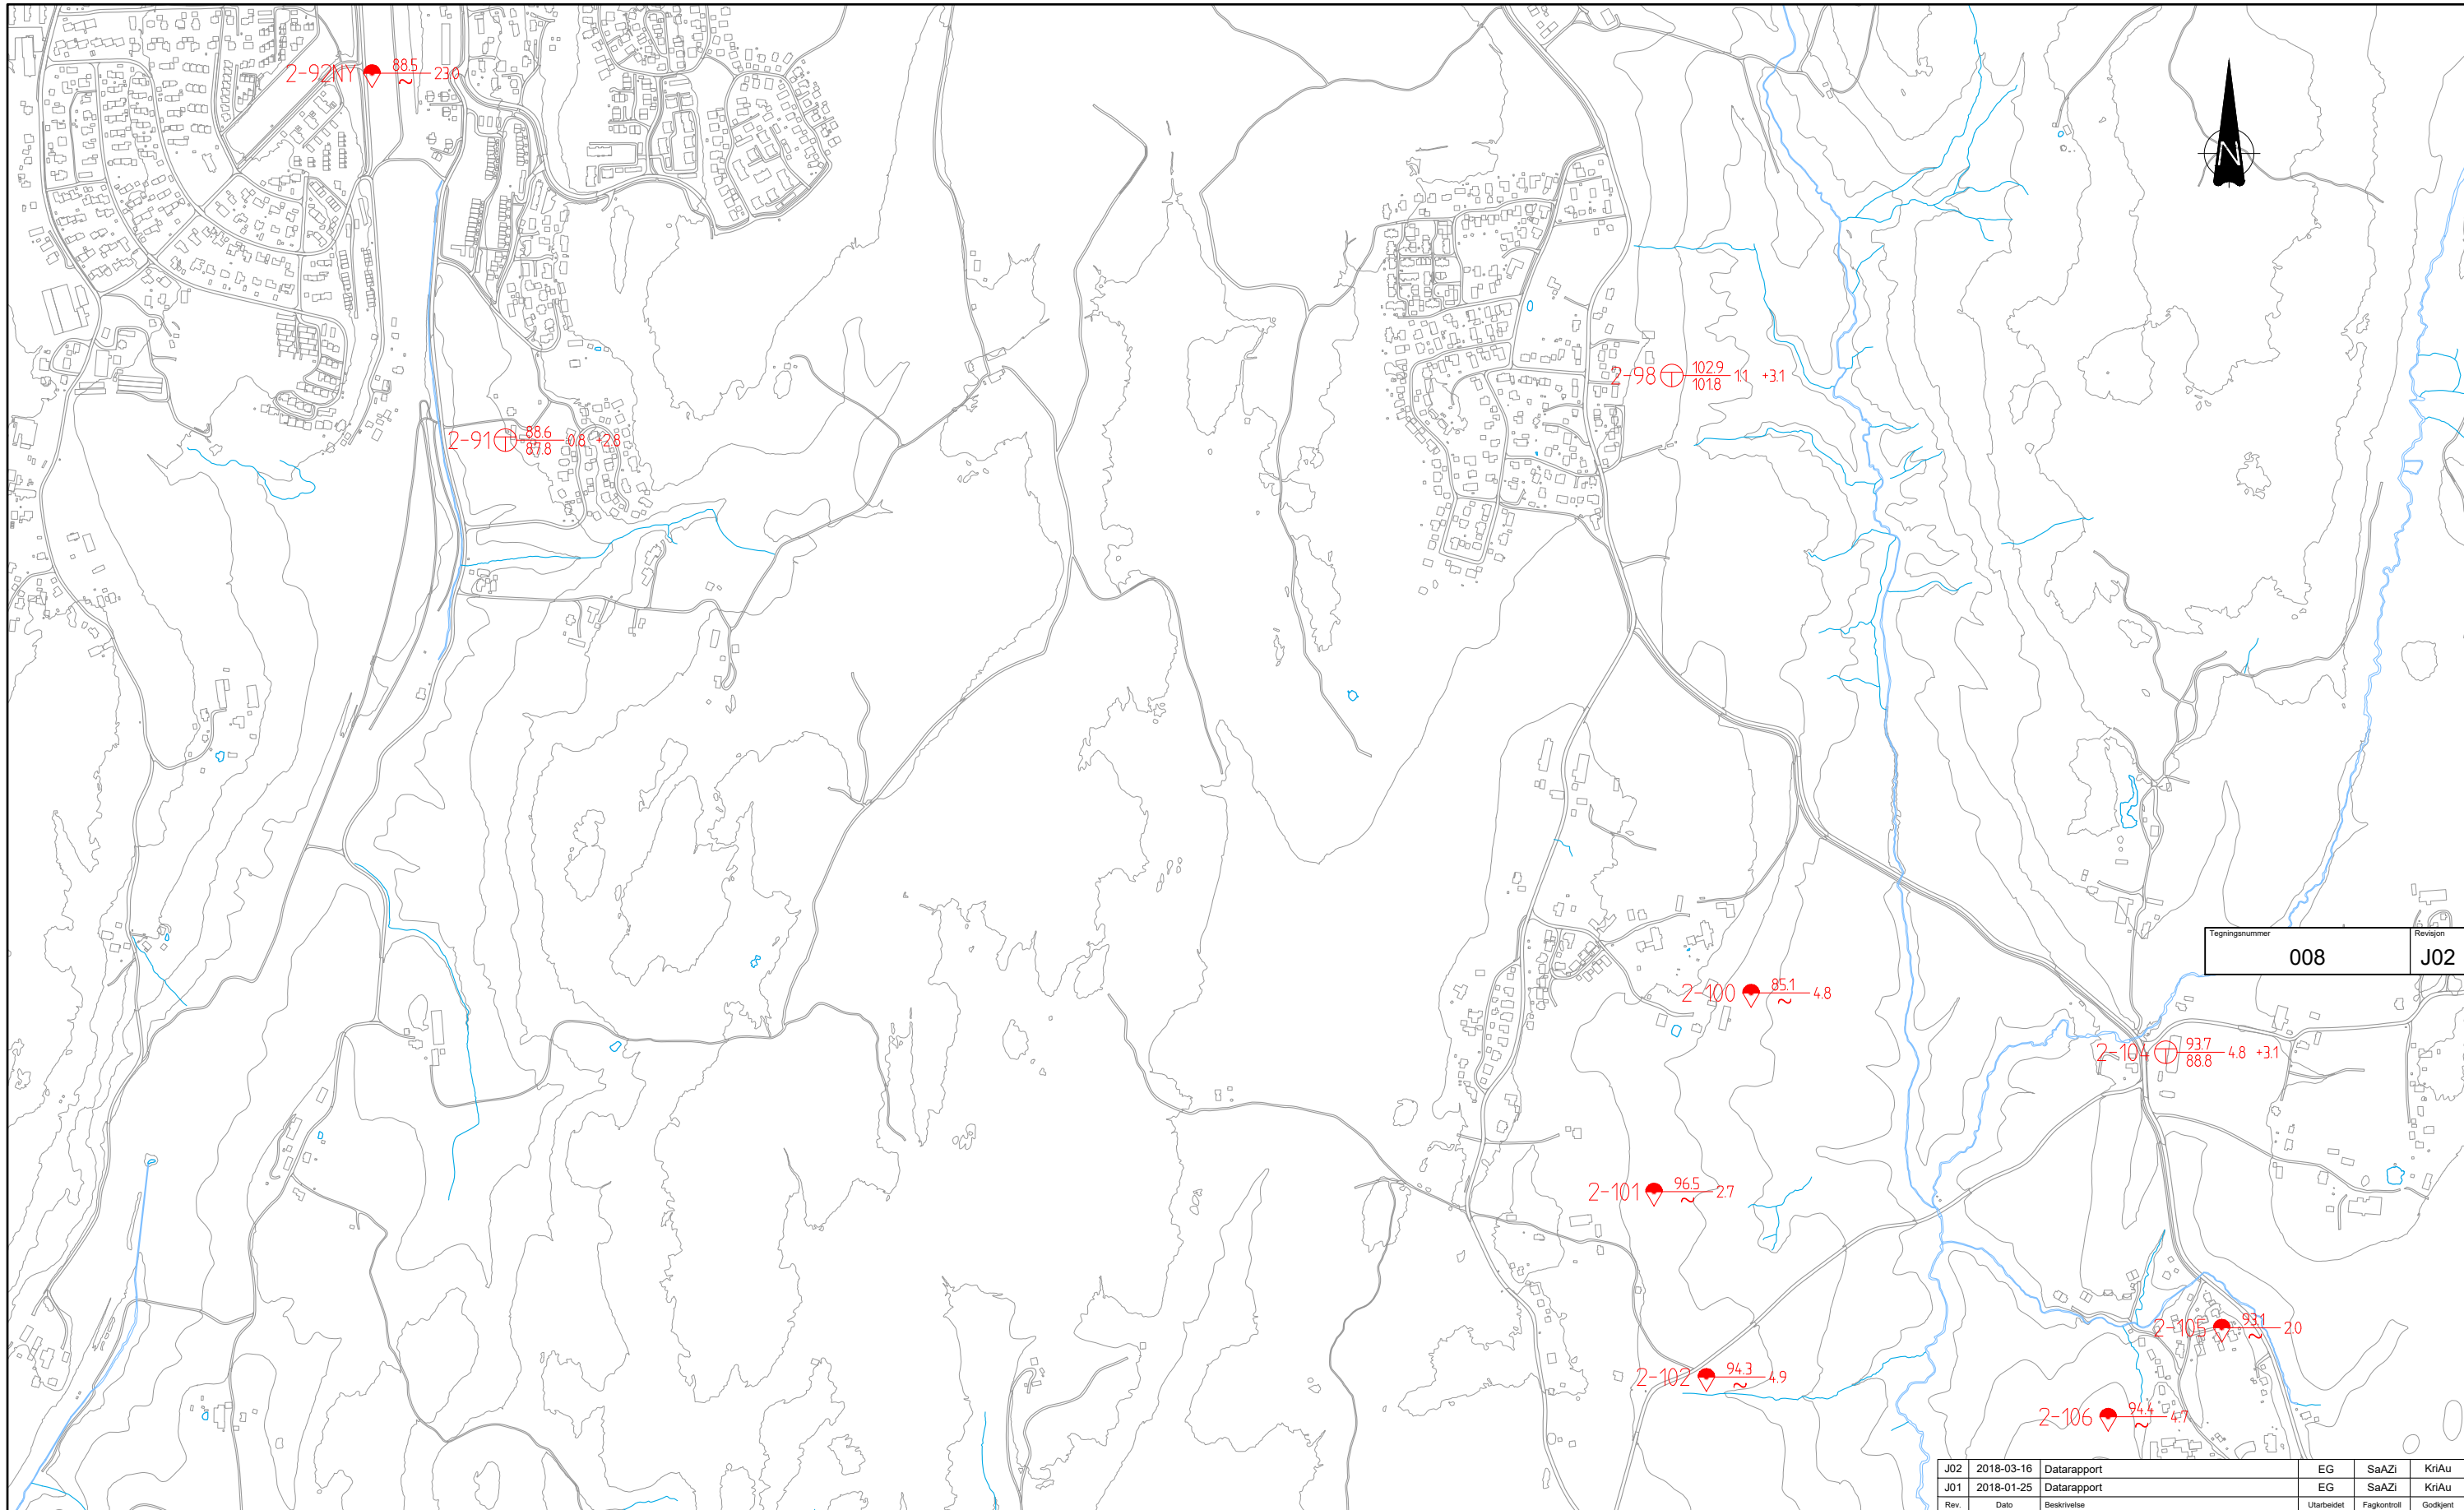 2-92NY 88.5 ~ 23.0
N
2-98 102.9 101.8 1.1 +3.1
2-91 88.6 87.8 0.8 +2.8
Tegningsnummer Revisjon
008 J02
2-100 85.1 ~ 4.8
2-104 93.7 88.8 4.8 +3.1
2-101 96.5 ~ 2.7
2-105 93.1 ~ 2.0
2-102 94.3 ~ 4.9
2-106 94.4 ~ 4.7
J02 2018-03-16 Datarapport EG SaAZi KriAu
J01 2018-01-25 Datarapport EG SaAZi KriAu
Rev. Dato Beskrivelse Utarbeidet Fagkontroll Godkjent